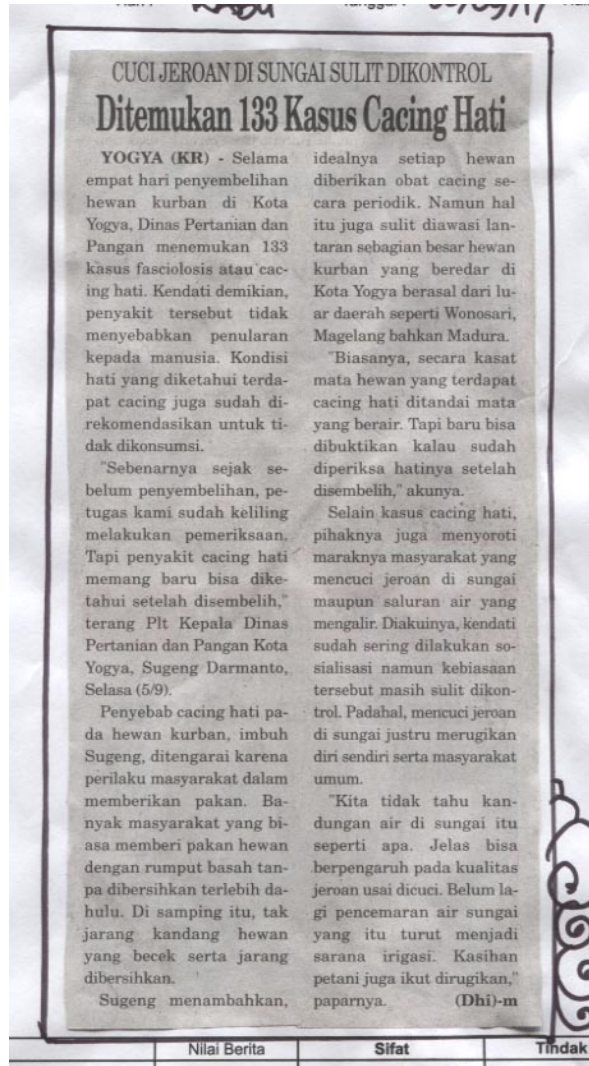 CUCI JEROAN DI SUNGAI SULIT DIKONTROL
Ditemukan 133 Kasus Cacing Hati
YOGYA (KR) - Selama
empat hari penyembelihan
hewan kurban di Kota
Yogya, Dinas Pertanian dan
Pangan menemukan 133
kasus fasciolosis atau cac-
ing hati. Kendati demikian,
penyakit tersebut tidak
menyebabkan penularan
kepada manusia. Kondisi
hati yang diketahui terda-
pat cacing juga sudah di-
rekomendasikan untuk ti-
dak dikonsumsi.
"Sebenarnya sejak se-
belum penyembelihan, pe-
tugas kami sudah keliling
melakukan pemeriksaan.
Tapi penyakit cacing hati
memang baru bisa dike-
tahui setelah disembelih,"
terang Plt Kepala Dinas
Pertanian dan Pangan Kota
Yogya, Sugeng Darmanto,
Selasa (5/9).
Penyebab cacing hati pa-
da hewan kurban, imbuh
Sugeng, ditengarai karena
perilaku masyarakat dalam
memberikan pakan. Ba-
nyak masyarakat yang bi-
asa memberi pakan hewan
dengan rumput basah tan-
pa dibersihkan terlebih da-
hulu. Di samping itu, tak
jarang kandang hewan
yang becek serta jarang
dibersihkan.
Sugeng menambahkan,
idealnya setiap hewan
diberikan obat cacing se-
cara periodik. Namun hal
itu juga sulit diawasi lan-
taran sebagian besar hewan
kurban yang beredar di
Kota Yogya berasal dari lu-
ar daerah seperti Wonosari,
Magelang bahkan Madura.
"Biasanya, secara kasat
mata hewan yang terdapat
cacing hati ditandai mata
yang berair. Tapi baru bisa
dibuktikan kalau sudah
diperiksa hatinya setelah
disembelih," akunya.
Selain kasus cacing hati,
pihaknya juga menyoroti
maraknya masyarakat yang
mencuci jeroan di sungai
maupun saluran air yang
mengalir. Diakuinya, kendati
sudah sering dilakukan so-
sialisasi namun kebiasaan
tersebut masih sulit dikon-
trol. Padahal, mencuci jeroan
di sungai justru merugikan
diri sendiri serta masyarakat
umum.
"Kita tidak tahu kan-
dungan air di sungai itu
seperti apa. Jelas bisa
berpengaruh pada kualitas
jeroan usai dicuci. Belum la-
gi pencemaran air sungai
yang itu turut menjadi
sarana irigasi. Kasihan
petani juga ikut dirugikan,"
paparnya. (Dhi)-m
Nilai Berita Sifat Tindak